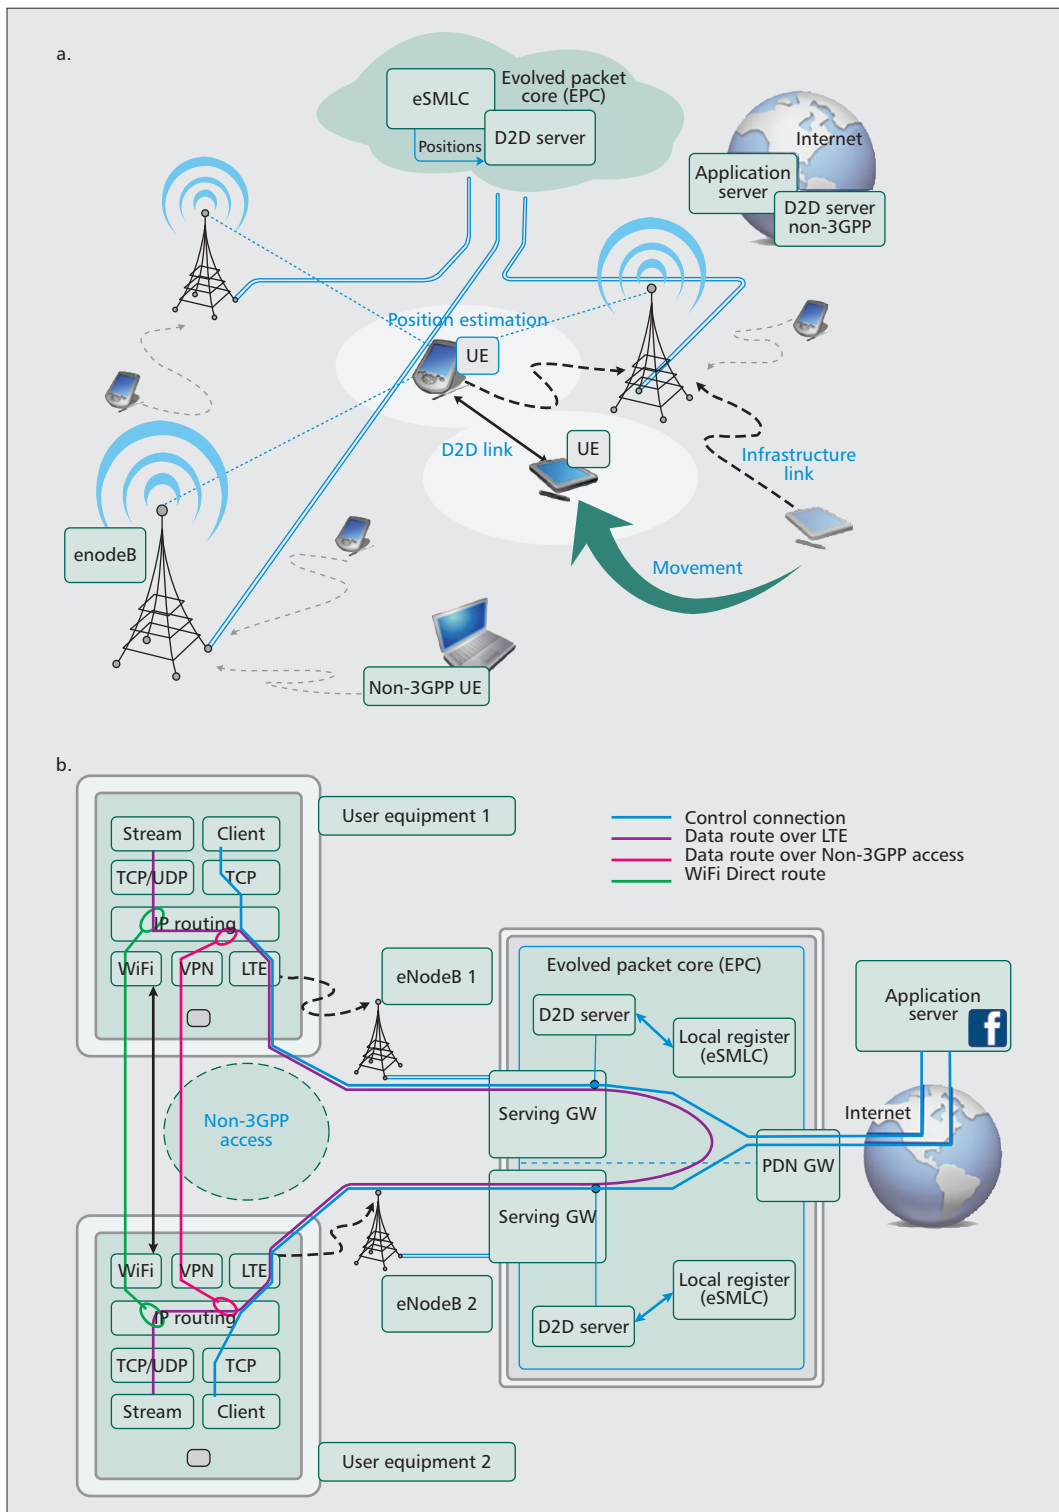 a.
Evolved packet
core (EPC)
eSMLC
D2D server
Positions
Internet
Application
server
D2D server
non-3GPP
Position estimation
UE
D2D link
UE
Infrastructure
link
enodeB
Movement
Non-3GPP UE
b.
User equipment 1
Stream
Client
TCP/UDP
TCP
IP routing
WiFi
VPN
LTE
Control connection
Data route over LTE
Data route over Non-3GPP access
WiFi Direct route
eNodeB 1
Evolved packet core (EPC)
D2D server
Local register
(eSMLC)
Application
server
f
Serving GW
Non-3GPP
access
Internet
PDN GW
Serving GW
WiFi
VPN
LTE
eNodeB 2
Local register
(eSMLC)
IP routing
D2D server
TCP/UDP
TCP
Stream
Client
User equipment 2